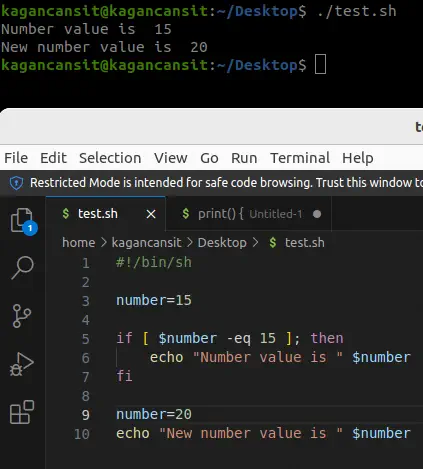 kagancansit@kagancansit:~/Desktop$ ./test.sh
Number value is  15
New number value is  20
kagancansit@kagancansit:~/Desktop$
File Edit Selection View Go Run Terminal Help
Restricted Mode is intended for safe code browsing. Trust this window to
1
$ test.sh × $ print() { Untitled-1 ●
home > kagancansit > Desktop > $ test.sh
1 #!/bin/sh
2
3 number=15
4
5 if [ $number -eq 15 ]; then
6     echo "Number value is " $number
7 fi
8
9 number=20
10 echo "New number value is " $number